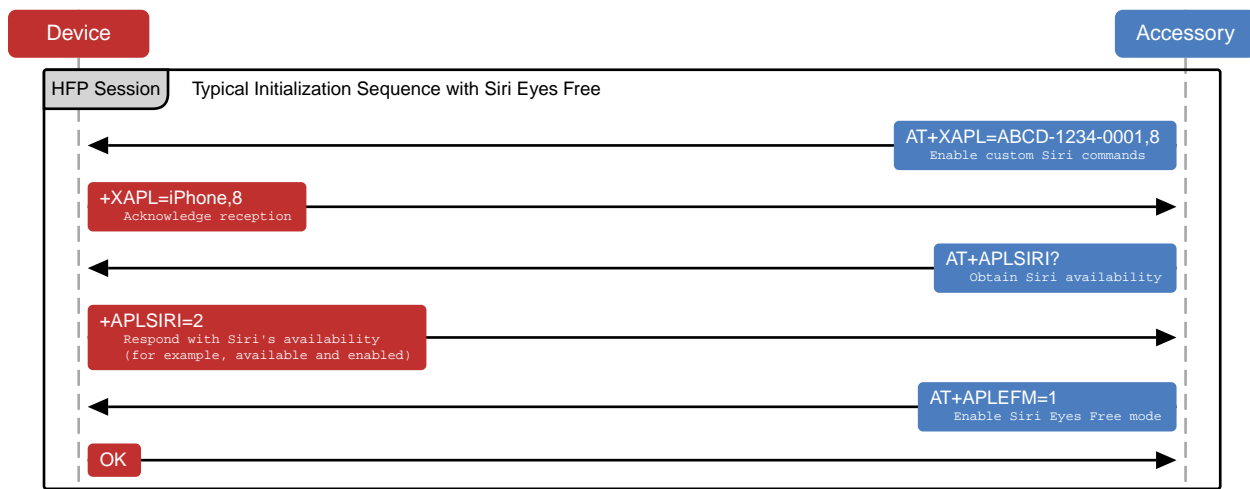 Device
Accessory
HFP Session
Typical Initialization Sequence with Siri Eyes Free
AT+XAPL=ABCD-1234-0001,8
Enable custom Siri commands
+XAPL=iPhone,8
Acknowledge reception
AT+APLSIRI?
Obtain Siri availability
+APLSIRI=2
Respond with Siri's availability
(for example, available and enabled)
AT+APLEFM=1
Enable Siri Eyes Free mode
OK